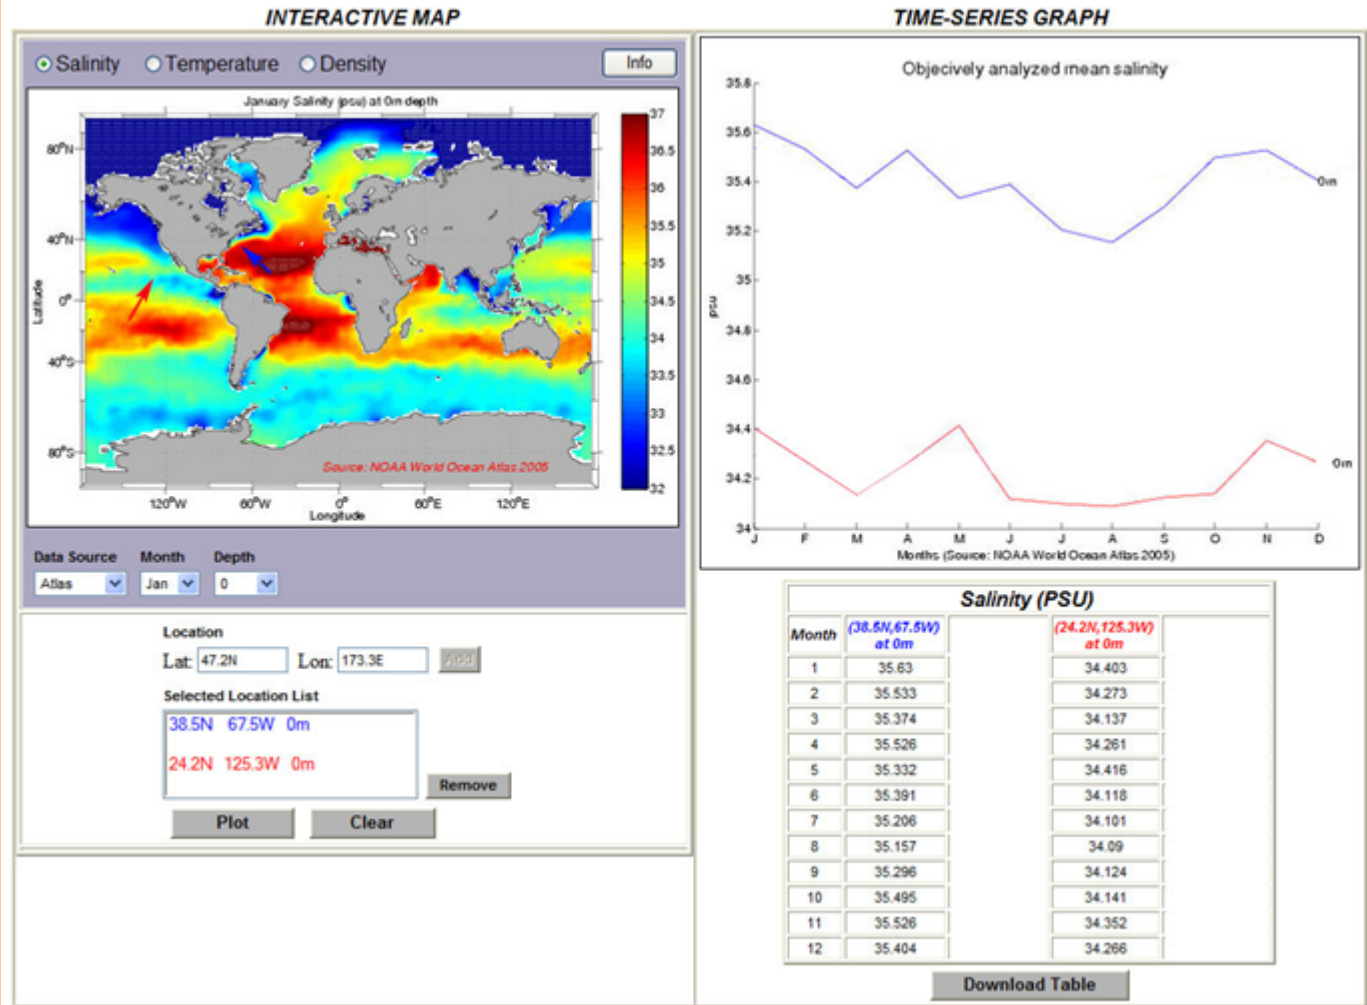 INTERACTIVE MAP
Salinity Temperature Density Info
January Salinity (psu) at 0m depth
37
36.5
36
35.5
35
34.5
34
33.5
33
32.5
32
80°N
40°N
0°
40°S
80°S
Latitude
Source: NOAA World Ocean Atlas 2005
120°W 60°W 0° 60°E 120°E
Longitude
Data Source Month Depth
Atlas Jan 0
Location
Lat: 47.2N Lon: 173.3E Add
Selected Location List
38.5N 67.5W 0m
24.2N 125.3W 0m
Remove
Plot Clear
TIME-SERIES GRAPH
Objecively analyzed mean salinity
35.8
35.6
35.4
35.2
35
34.8
34.6
34.4
34.2
34
psu
0m
0m
J F M A M J J A S O N D
Months (Source: NOAA World Ocean Atlas 2005)
Salinity (PSU)
Month (38.5N,67.5W) at 0m (24.2N,125.3W) at 0m
1 35.63 34.403
2 35.533 34.273
3 35.374 34.137
4 35.526 34.261
5 35.332 34.416
6 35.391 34.118
7 35.206 34.101
8 35.157 34.09
9 35.296 34.124
10 35.495 34.141
11 35.526 34.352
12 35.404 34.266
Download Table